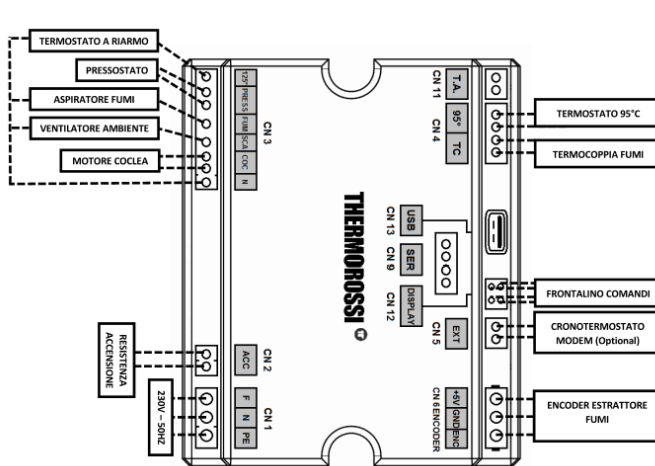 TERMOSTATO A RIARMO
PRESSOSTATO
ASPIRATORE FUMI
VENTILATORE AMBIENTE
MOTORE COCLEA
125°
PRESS
FUM
SCA
COC
N
CN 3
T.A.
CN 11
95°
TC
CN 4
TERMOSTATO 95°C
TERMOCOPPIA FUMI
THERMOROSSI
USB
CN 13
SER
CN 9
DISPLAY
CN 12
FRONTALINO COMANDI
EXT
CN 5
CRONOTERMOSTATO
MODEM (Optional)
RESISTENZA
ACCENSIONE
ACC
CN 2
230V – 50HZ
F
N
PE
CN 1
+5V
GND
ENC
CN 6
ENCODER
ENCODER ESTRATTORE
FUMI